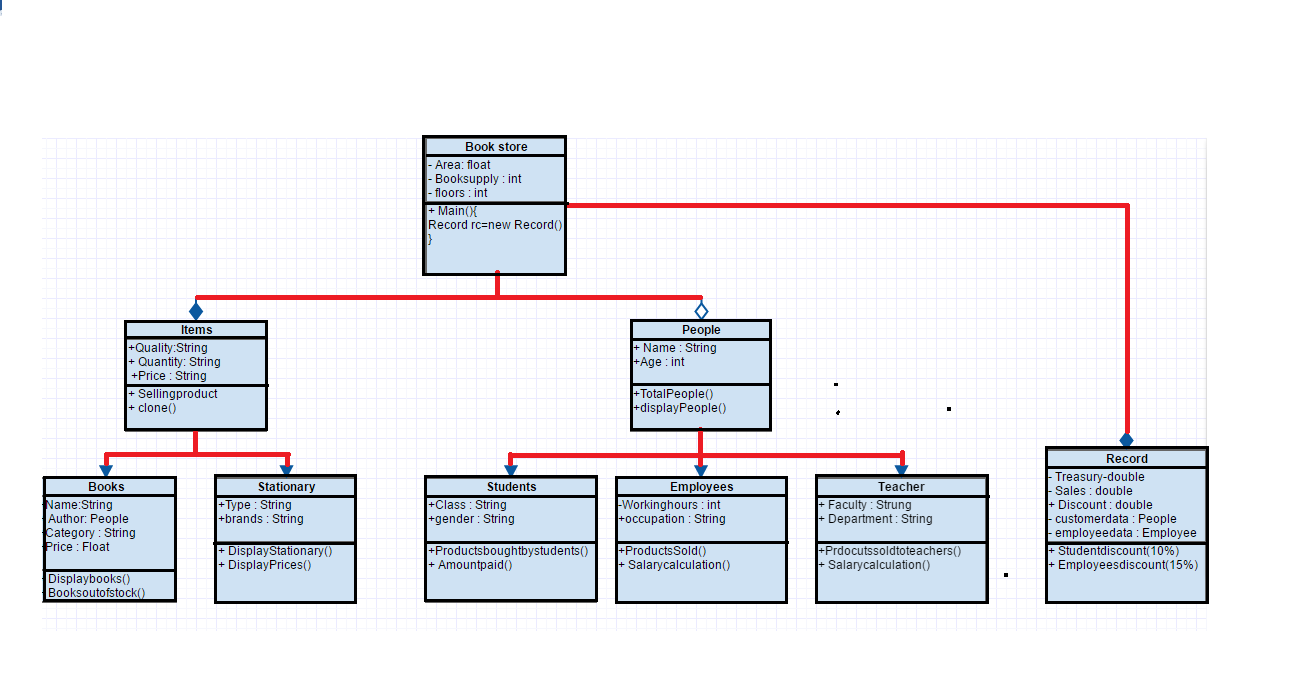 Book store
- Area: float
- Booksupply : int
- floors : int
+ Main(){
Record rc=new Record()
}
Items
+Quality:String
+ Quantity: String
+Price : String
+ Sellingproduct
+ clone()
People
+ Name : String
+Age : int
+TotalPeople()
+displayPeople()
Books
Name:String
Author: People
Category : String
Price : Float
Displaybooks()
Booksoutofstock()
Stationary
+Type : String
+brands : String
+ DisplayStationary()
+ DisplayPrices()
Students
+Class : String
+gender : String
+Productsboughtbystudents()
+ Amountpaid()
Employees
-Workinghours : int
+occupation : String
+ProductsSold()
+ Salarycalculation()
Teacher
+ Faculty : Strung
+ Department : String
+Prdocutssoldtoteachers()
+ Salarycalculation()
Record
- Treasury-double
- Sales : double
+ Discount : double
- customerdata : People
- employeedata : Employee
+ Studentdiscount(10%)
+ Employeesdiscount(15%)